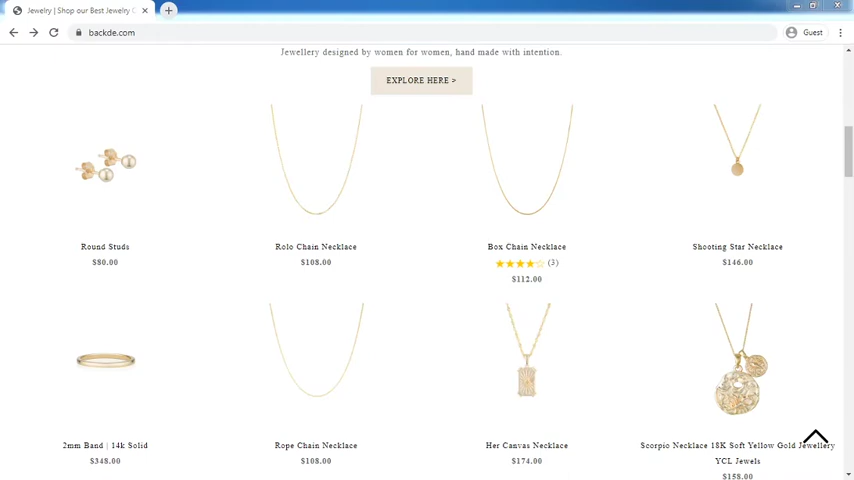 Jewelry | Shop our Best Jewelry
backde.com
Guest
Jewellery designed by women for women, hand made with intention.
EXPLORE HERE >
Round Studs
$80.00
Rolo Chain Necklace
$108.00
Box Chain Necklace
★★★★☆ (3)
$112.00
Shooting Star Necklace
$146.00
2mm Band | 14k Solid
$348.00
Rope Chain Necklace
$108.00
Her Canvas Necklace
$174.00
Scorpio Necklace 18K Soft Yellow Gold Jewellery
YCL Jewels
$158.00